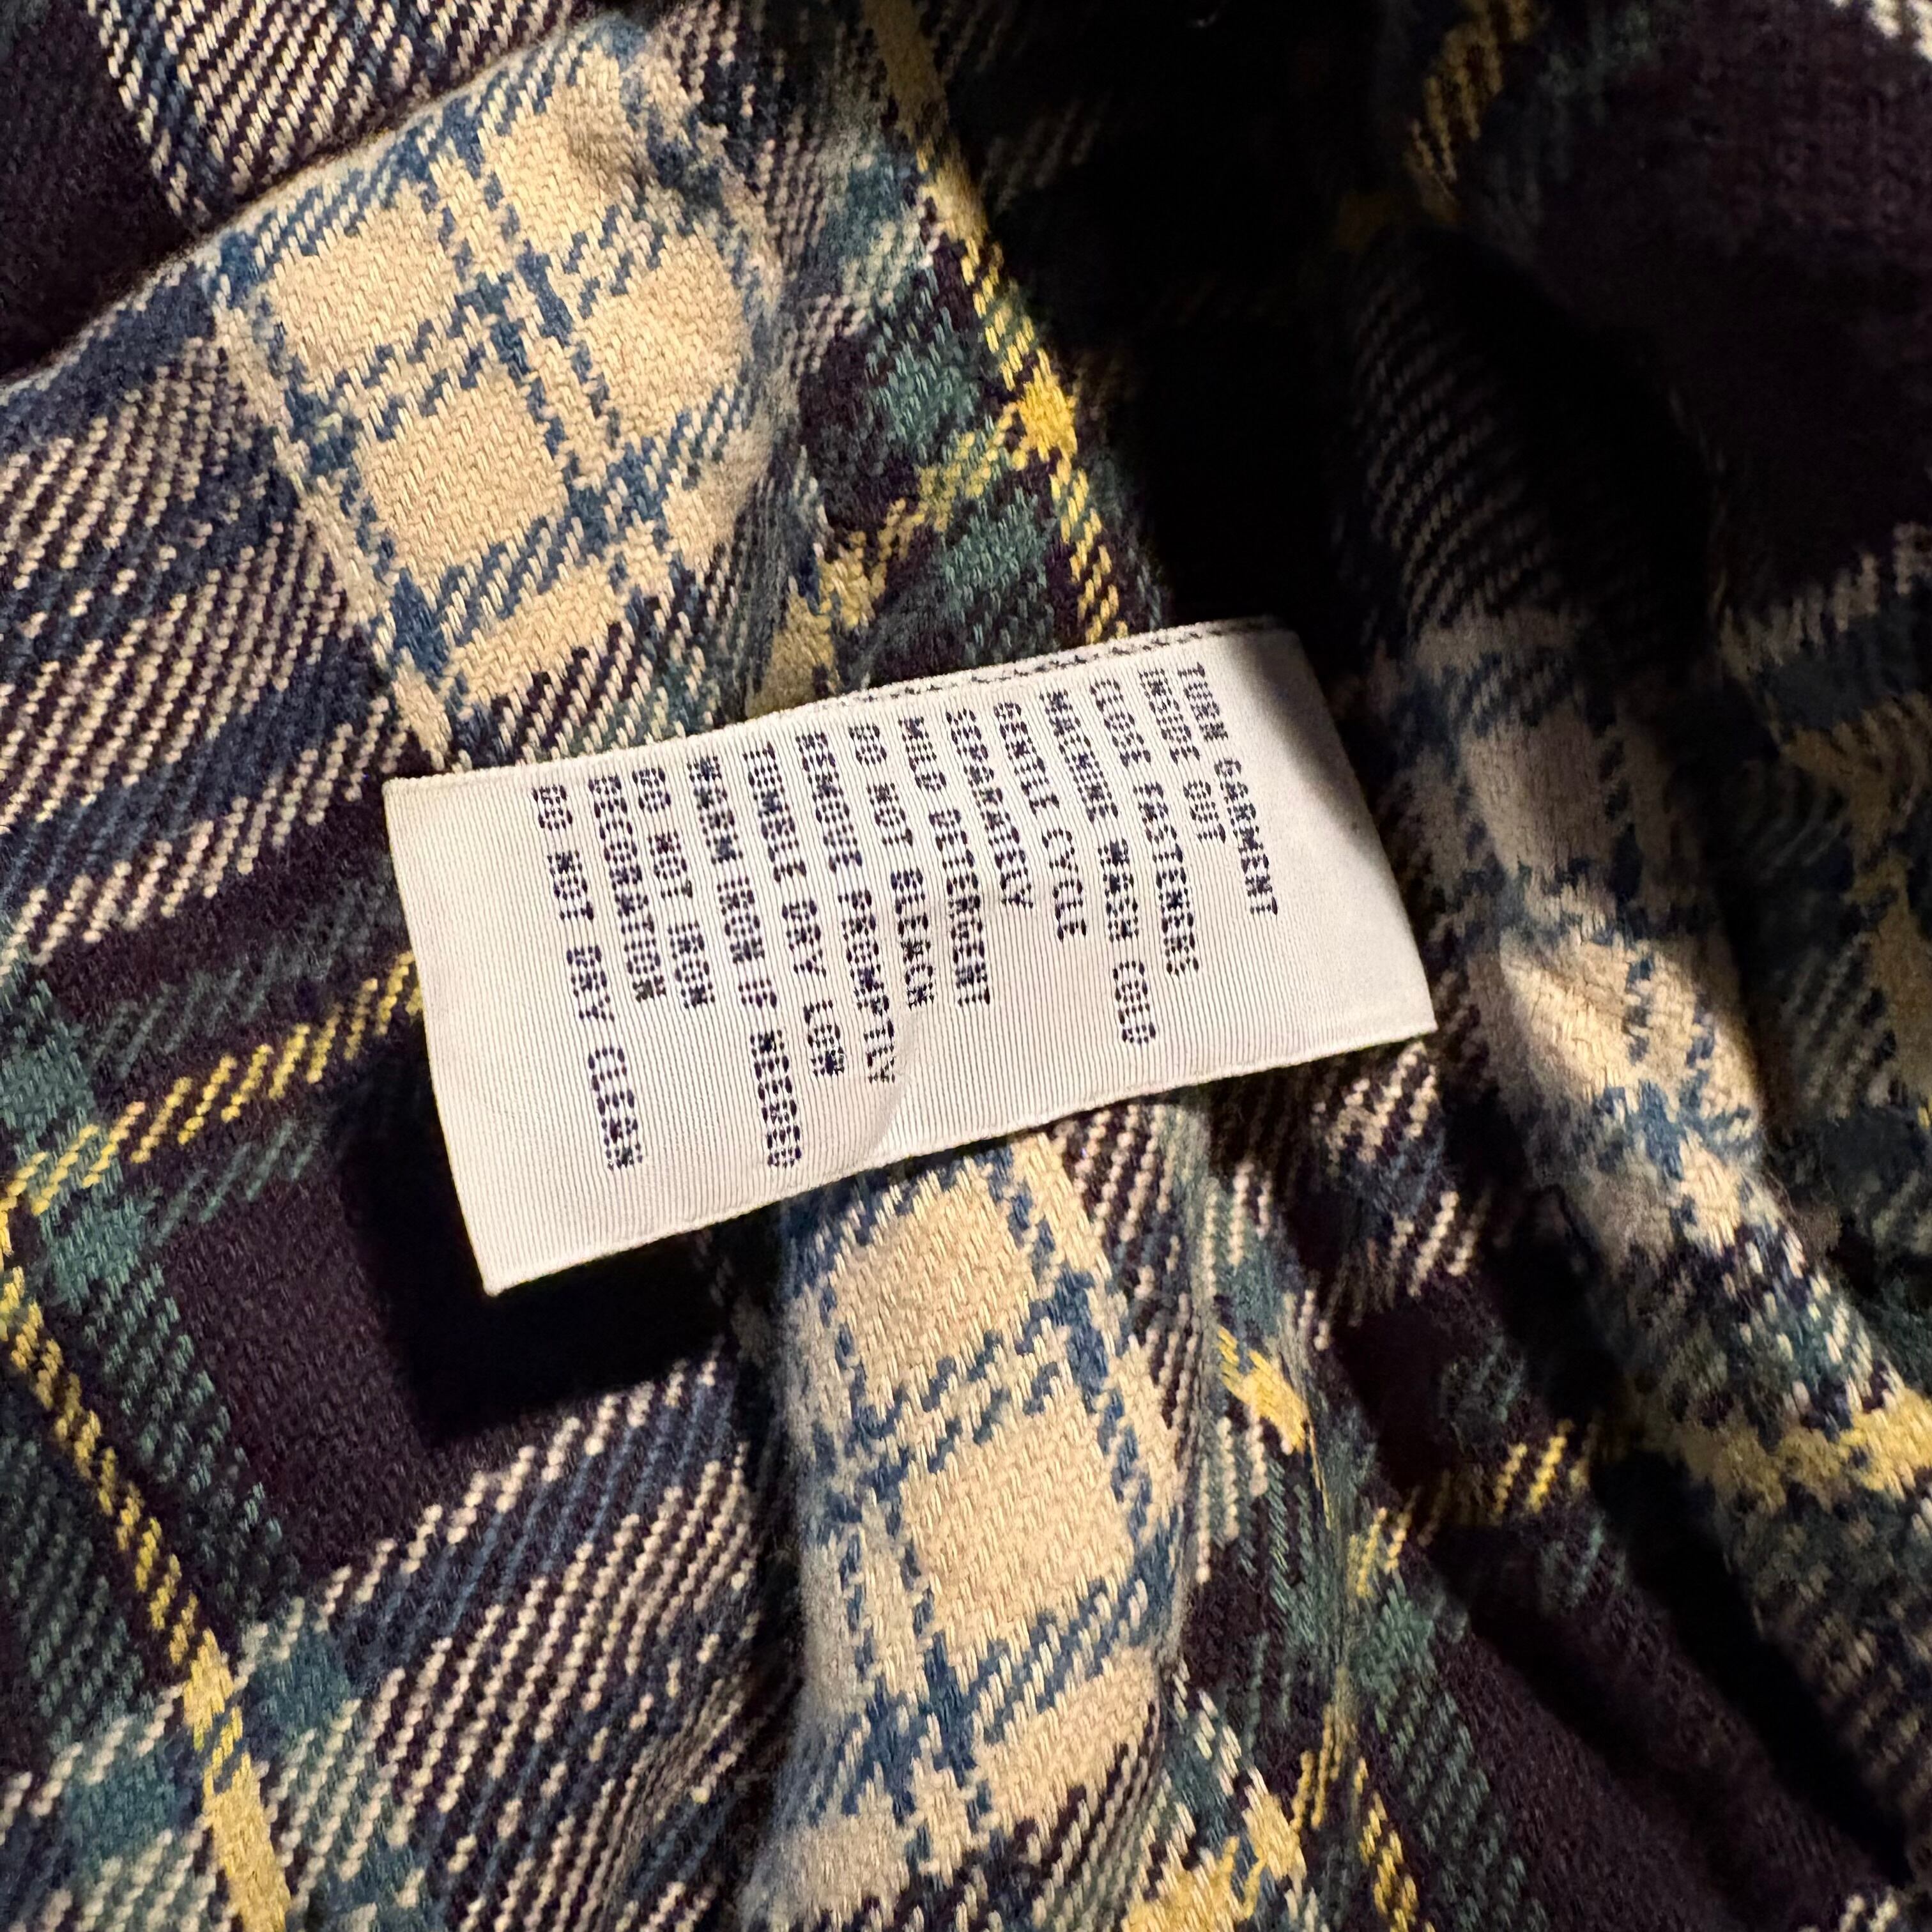 TURN GARMENT
INSIDE OUT
CLOSE FASTENERS
MACHINE WASH COLD
GENTLE CYCLE
SEPARATELY
MILD DETERGENT
DO NOT BLEACH
REMOVE PROMPTLY
TUMBLE DRY LOW
WARM IRON IF NEEDED
DO NOT IRON
DECORATION
DO NOT DRY CLEAN